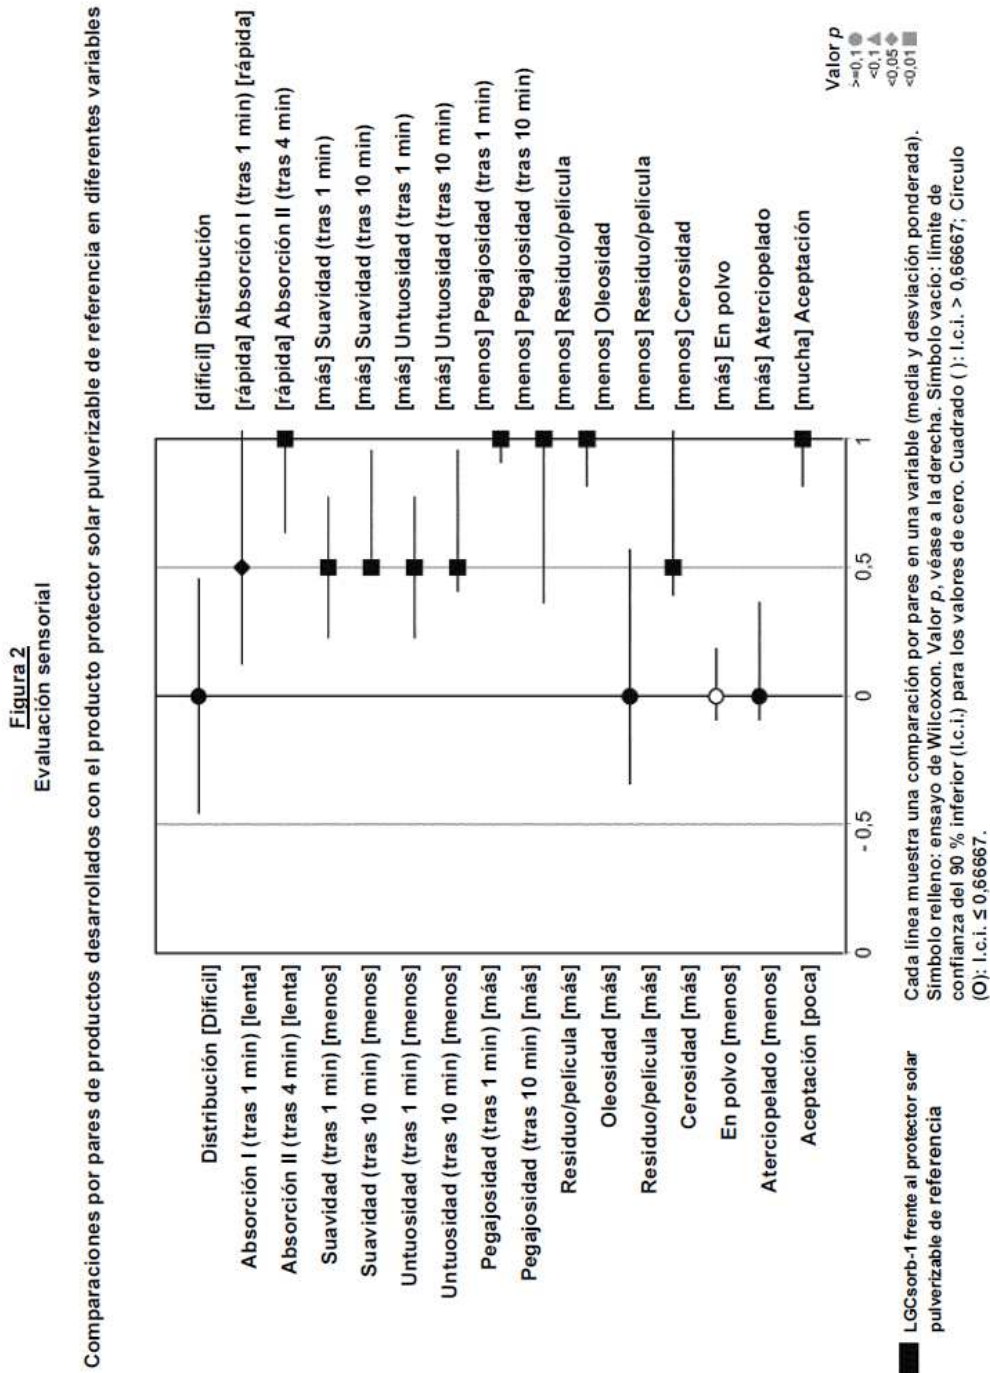 Figura 2
Evaluación sensorial
Comparaciones por pares de productos desarrollados con el producto protector solar pulverizable de referencia en diferentes variables
Distribución [Difícil]
Absorción I (tras 1 min) [lenta]
Absorción II (tras 4 min) [lenta]
Suavidad (tras 1 min) [menos]
Suavidad (tras 10 min) [menos]
Untuosidad (tras 1 min) [menos]
Untuosidad (tras 10 min) [menos]
Pegajosidad (tras 1 min) [más]
Pegajosidad (tras 10 min) [más]
Residuo/película [más]
Oleosidad [más]
Residuo/película [más]
Cerosidad [más]
En polvo [menos]
Aterciopelado [menos]
Aceptación [poca]
[difícil] Distribución
[rápida] Absorción I (tras 1 min) [rápida]
[rápida] Absorción II (tras 4 min)
[más] Suavidad (tras 1 min)
[más] Suavidad (tras 10 min)
[más] Untuosidad (tras 1 min)
[más] Untuosidad (tras 10 min)
[menos] Pegajosidad (tras 1 min)
[menos] Pegajosidad (tras 10 min)
[menos] Residuo/película
[menos] Oleosidad
[menos] Residuo/película
[menos] Cerosidad
[más] En polvo
[más] Aterciopelado
[mucha] Aceptación
0 - 0,5 0 0,5 1
Valor p
>=0,1
<0,1
<0,05
<0,01
LGCsorb-1 frente al protector solar
pulverizable de referencia
Cada línea muestra una comparación por pares en una variable (media y desviación ponderada).
Símbolo relleno: ensayo de Wilcoxon. Valor p, véase a la derecha. Símbolo vacío: límite de
confianza del 90 % inferior (l.c.i.) para los valores de cero. Cuadrado ( ): l.c.i. > 0,66667; Círculo
(O): l.c.i. ≤ 0,66667.